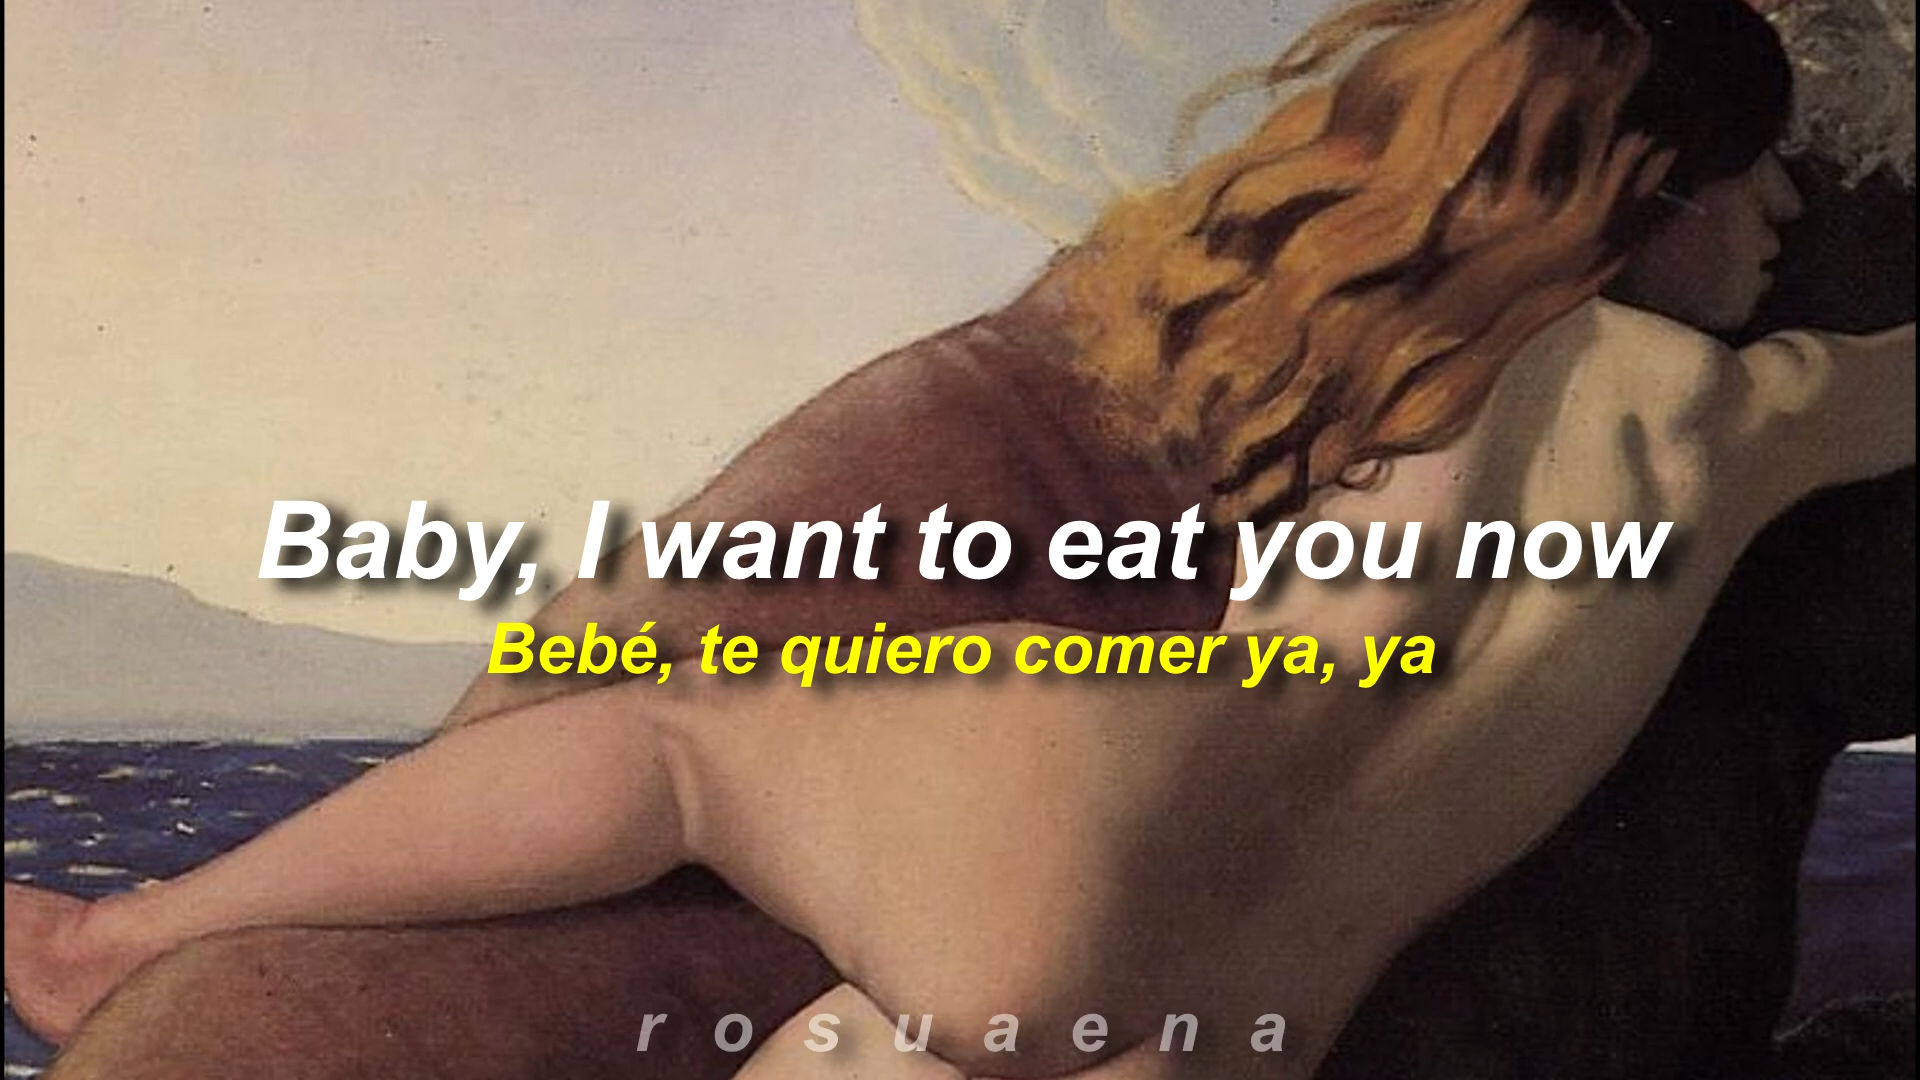 Baby, I want to eat you now
Bebé, te quiero comer ya, ya
r o s u a e n a